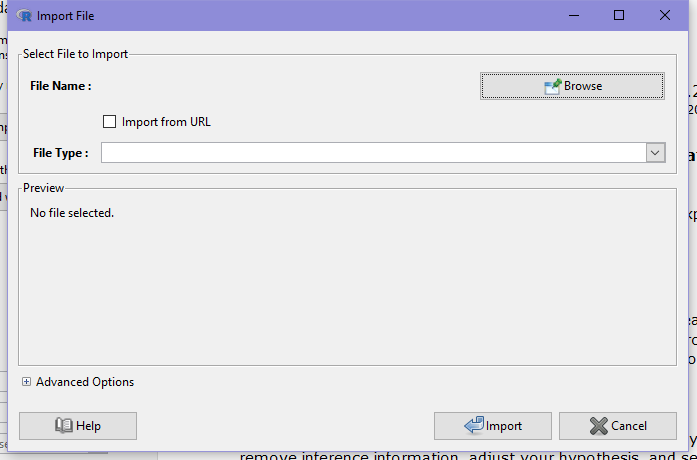 Import File
Select File to Import
File Name :
Browse
Import from URL
File Type :
Preview
No file selected.
Advanced Options
Help
Import
Cancel
remove inference information, adjust your hypothesis, and se